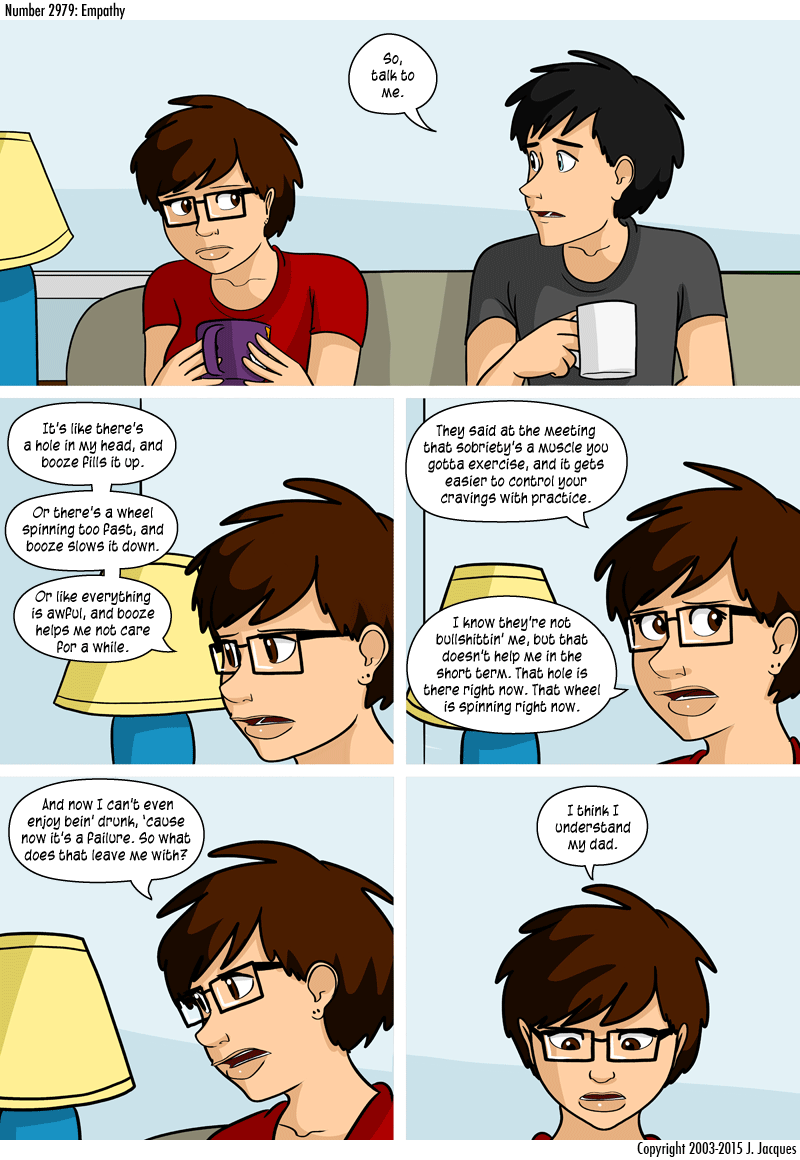 Number 2979: Empathy
So,
talk to
me.
It's like there's
a hole in my head, and
booze fills it up.
Or there's a wheel
spinning too fast, and
booze slows it down.
Or like everything
is awful, and booze
helps me not care
for a while.
They said at the meeting
that sobriety's a muscle you
gotta exercise, and it gets
easier to control your
cravings with practice.
I know they're not
bullshittin' me, but that
doesn't help me in the
short term. That hole is
there right now. That wheel
is spinning right now.
And now I can't even
enjoy bein' drunk, 'cause
now it's a failure. So what
does that leave me with?
I think I
understand
my dad.
Copyright 2003-2015 J. Jacques